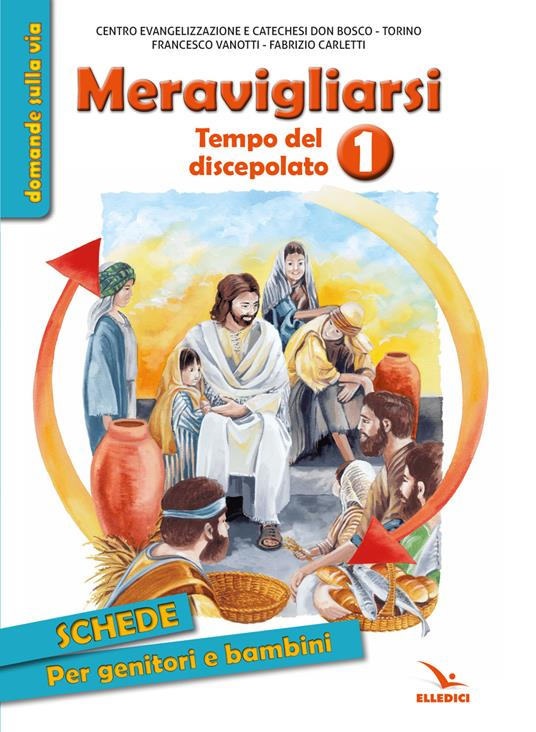 domande sulla via
CENTRO EVANGELIZZAZIONE E CATECHESI DON BOSCO - TORINO
FRANCESCO VANOTTI - FABRIZIO CARLETTI
Meravigliarsi
Tempo del
discepolato 1
SCHEDE
Per genitori e bambini
ELLEDICI